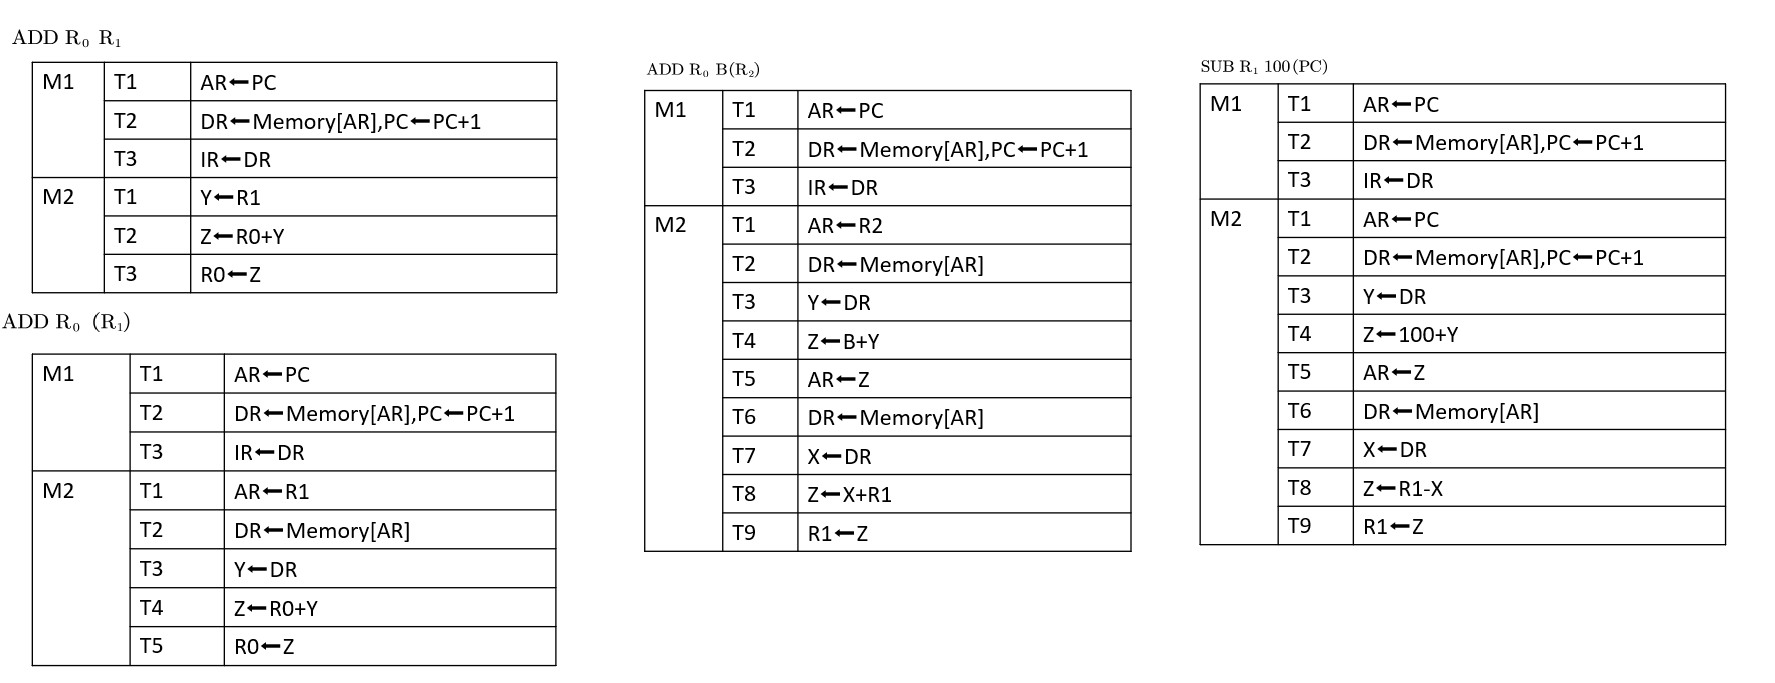 ADD R₀ R₁
M1 T1 AR←PC
T2 DR←Memory[AR],PC←PC+1
T3 IR←DR
M2 T1 Y←R1
T2 Z←R0+Y
T3 R0←Z
ADD R₀ (R₁)
M1 T1 AR←PC
T2 DR←Memory[AR],PC←PC+1
T3 IR←DR
M2 T1 AR←R1
T2 DR←Memory[AR]
T3 Y←DR
T4 Z←R0+Y
T5 R0←Z
ADD R₀ B(R₂)
M1 T1 AR←PC
T2 DR←Memory[AR],PC←PC+1
T3 IR←DR
M2 T1 AR←R2
T2 DR←Memory[AR]
T3 Y←DR
T4 Z←B+Y
T5 AR←Z
T6 DR←Memory[AR]
T7 X←DR
T8 Z←X+R1
T9 R1←Z
SUB R₁ 100(PC)
M1 T1 AR←PC
T2 DR←Memory[AR],PC←PC+1
T3 IR←DR
M2 T1 AR←PC
T2 DR←Memory[AR],PC←PC+1
T3 Y←DR
T4 Z←100+Y
T5 AR←Z
T6 DR←Memory[AR]
T7 X←DR
T8 Z←R1-X
T9 R1←Z